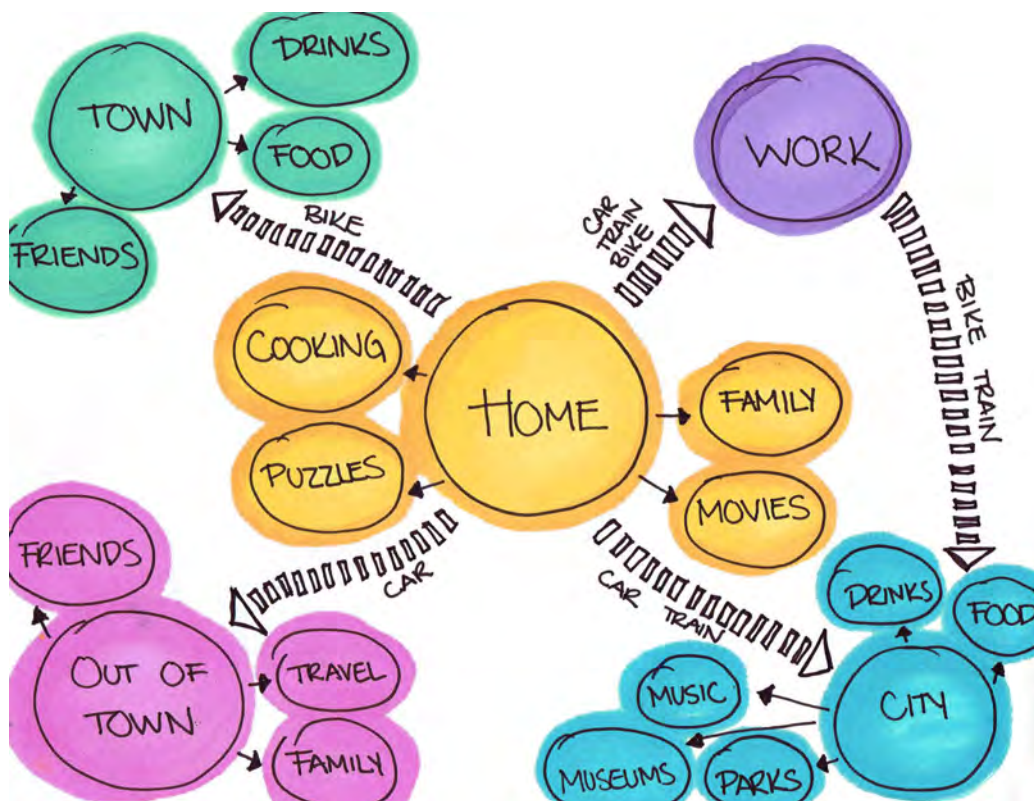 DRINKS
TOWN
FOOD
FRIENDS
BIKE
WORK
CAR
TRAIN
BIKE
BIKE TRAIN
COOKING
HOME
FAMILY
PUZZLES
MOVIES
CAR
CAR TRAIN
FRIENDS
OUT OF
TOWN
TRAVEL
FAMILY
DRINKS
FOOD
CITY
MUSIC
MUSEUMS
PARKS